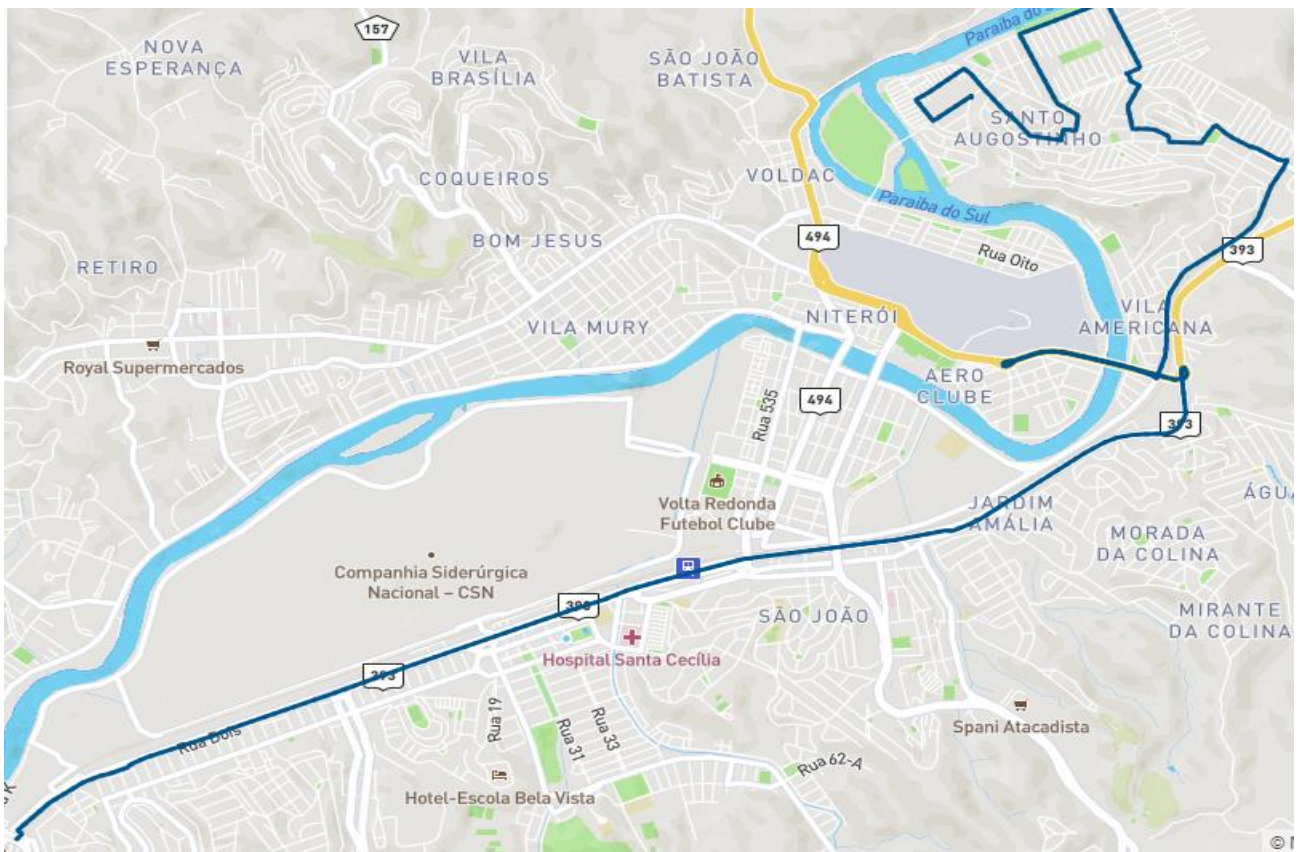 157
NOVA
ESPERANÇA
VILA
BRASÍLIA
SÃO JOÃO
BATISTA
Paraiba do S
SANTO
AUGOSTINHO
COQUEIROS
VOLDAC
Paraiba do Sul
BOM JESUS
494
Rua Oito
393
RETIRO
VILA MURY
NITERÓI
VILA
AMERICANA
Royal Supermercados
AERO
CLUBE
494
Rua 535
393
Volta Redonda
Futebol Clube
JARDIM
AMÁLIA
ÁGU
MORADA
DA COLINA
Companhia Siderúrgica
Nacional – CSN
393
SÃO JOÃO
MIRANTE
DA COLINA
Hospital Santa Cecília
393
Rua 19
Rua 31
Rua 33
Rua Dois
Spani Atacadista
Rua 62-A
Hotel-Escola Bela Vista
©